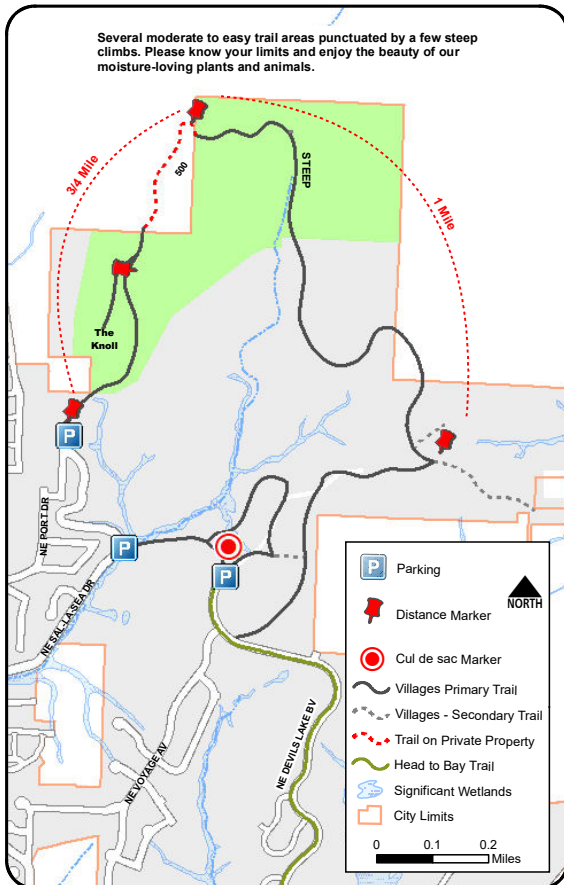 Several moderate to easy trail areas punctuated by a few steep
climbs. Please know your limits and enjoy the beauty of our
moisture-loving plants and animals.
3/4 Mile
500
STEEP
1 Mile
The
Knoll
P
NE PORT DR
P
NE SAL-LA-SEA DR
P
NE VOYAGE AV
NE DEVILS LAKE BV
P Parking
NORTH
Distance Marker
Cul de sac Marker
Villages Primary Trail
Villages - Secondary Trail
Trail on Private Property
Head to Bay Trail
Significant Wetlands
City Limits
0 0.1 0.2
Miles